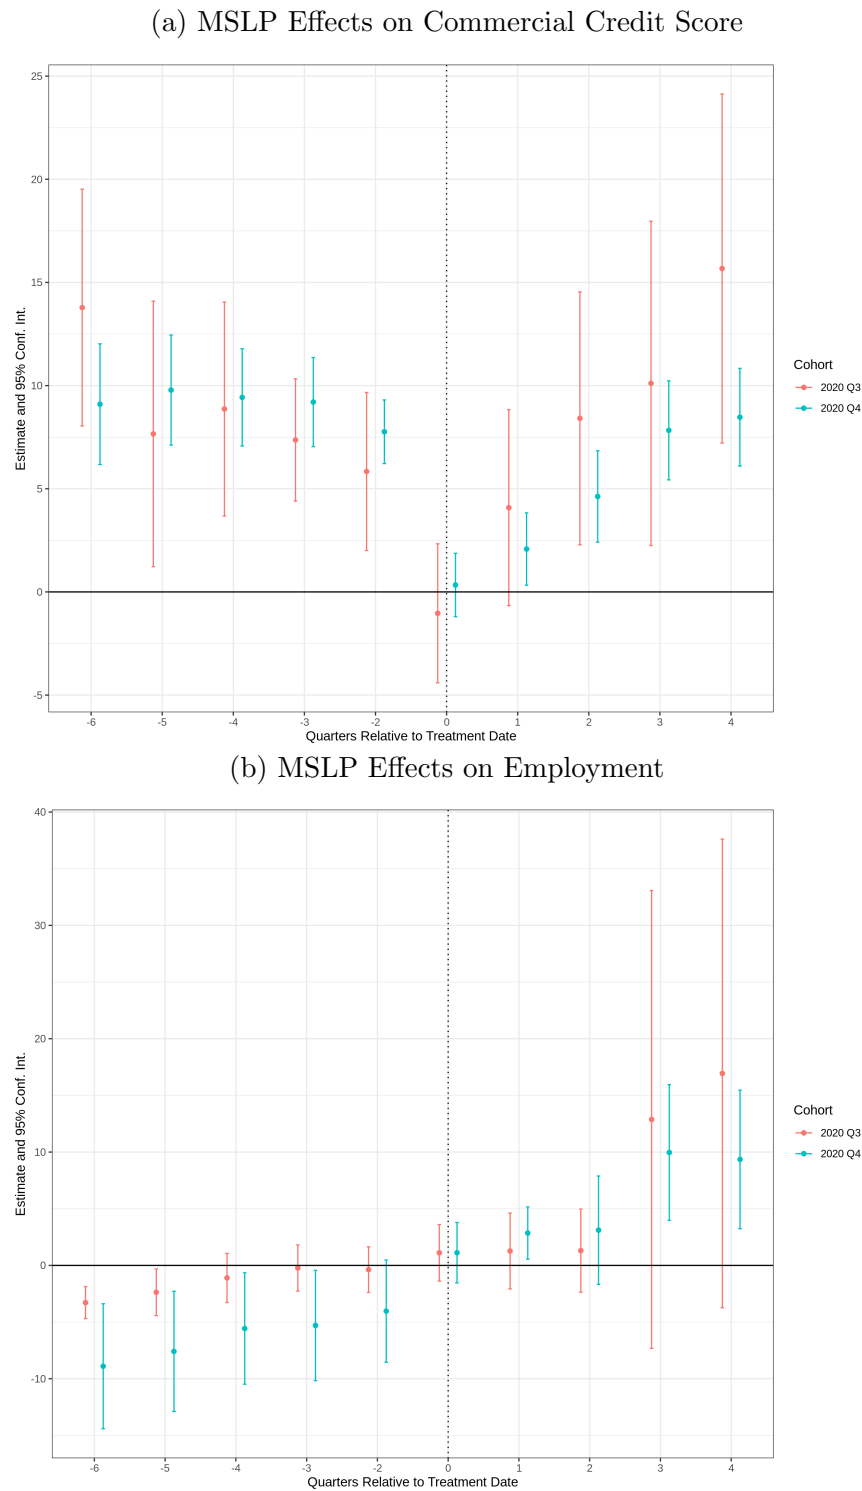 (a) MSLP Effects on Commercial Credit Score
25
20
15
10
5
0
-5
Estimate and 95% Conf. Int.
-6 -5 -4 -3 -2 0 1 2 3 4
Quarters Relative to Treatment Date
Cohort
2020 Q3
2020 Q4
(b) MSLP Effects on Employment
40
30
20
10
0
-10
Estimate and 95% Conf. Int.
-6 -5 -4 -3 -2 0 1 2 3 4
Quarters Relative to Treatment Date
Cohort
2020 Q3
2020 Q4